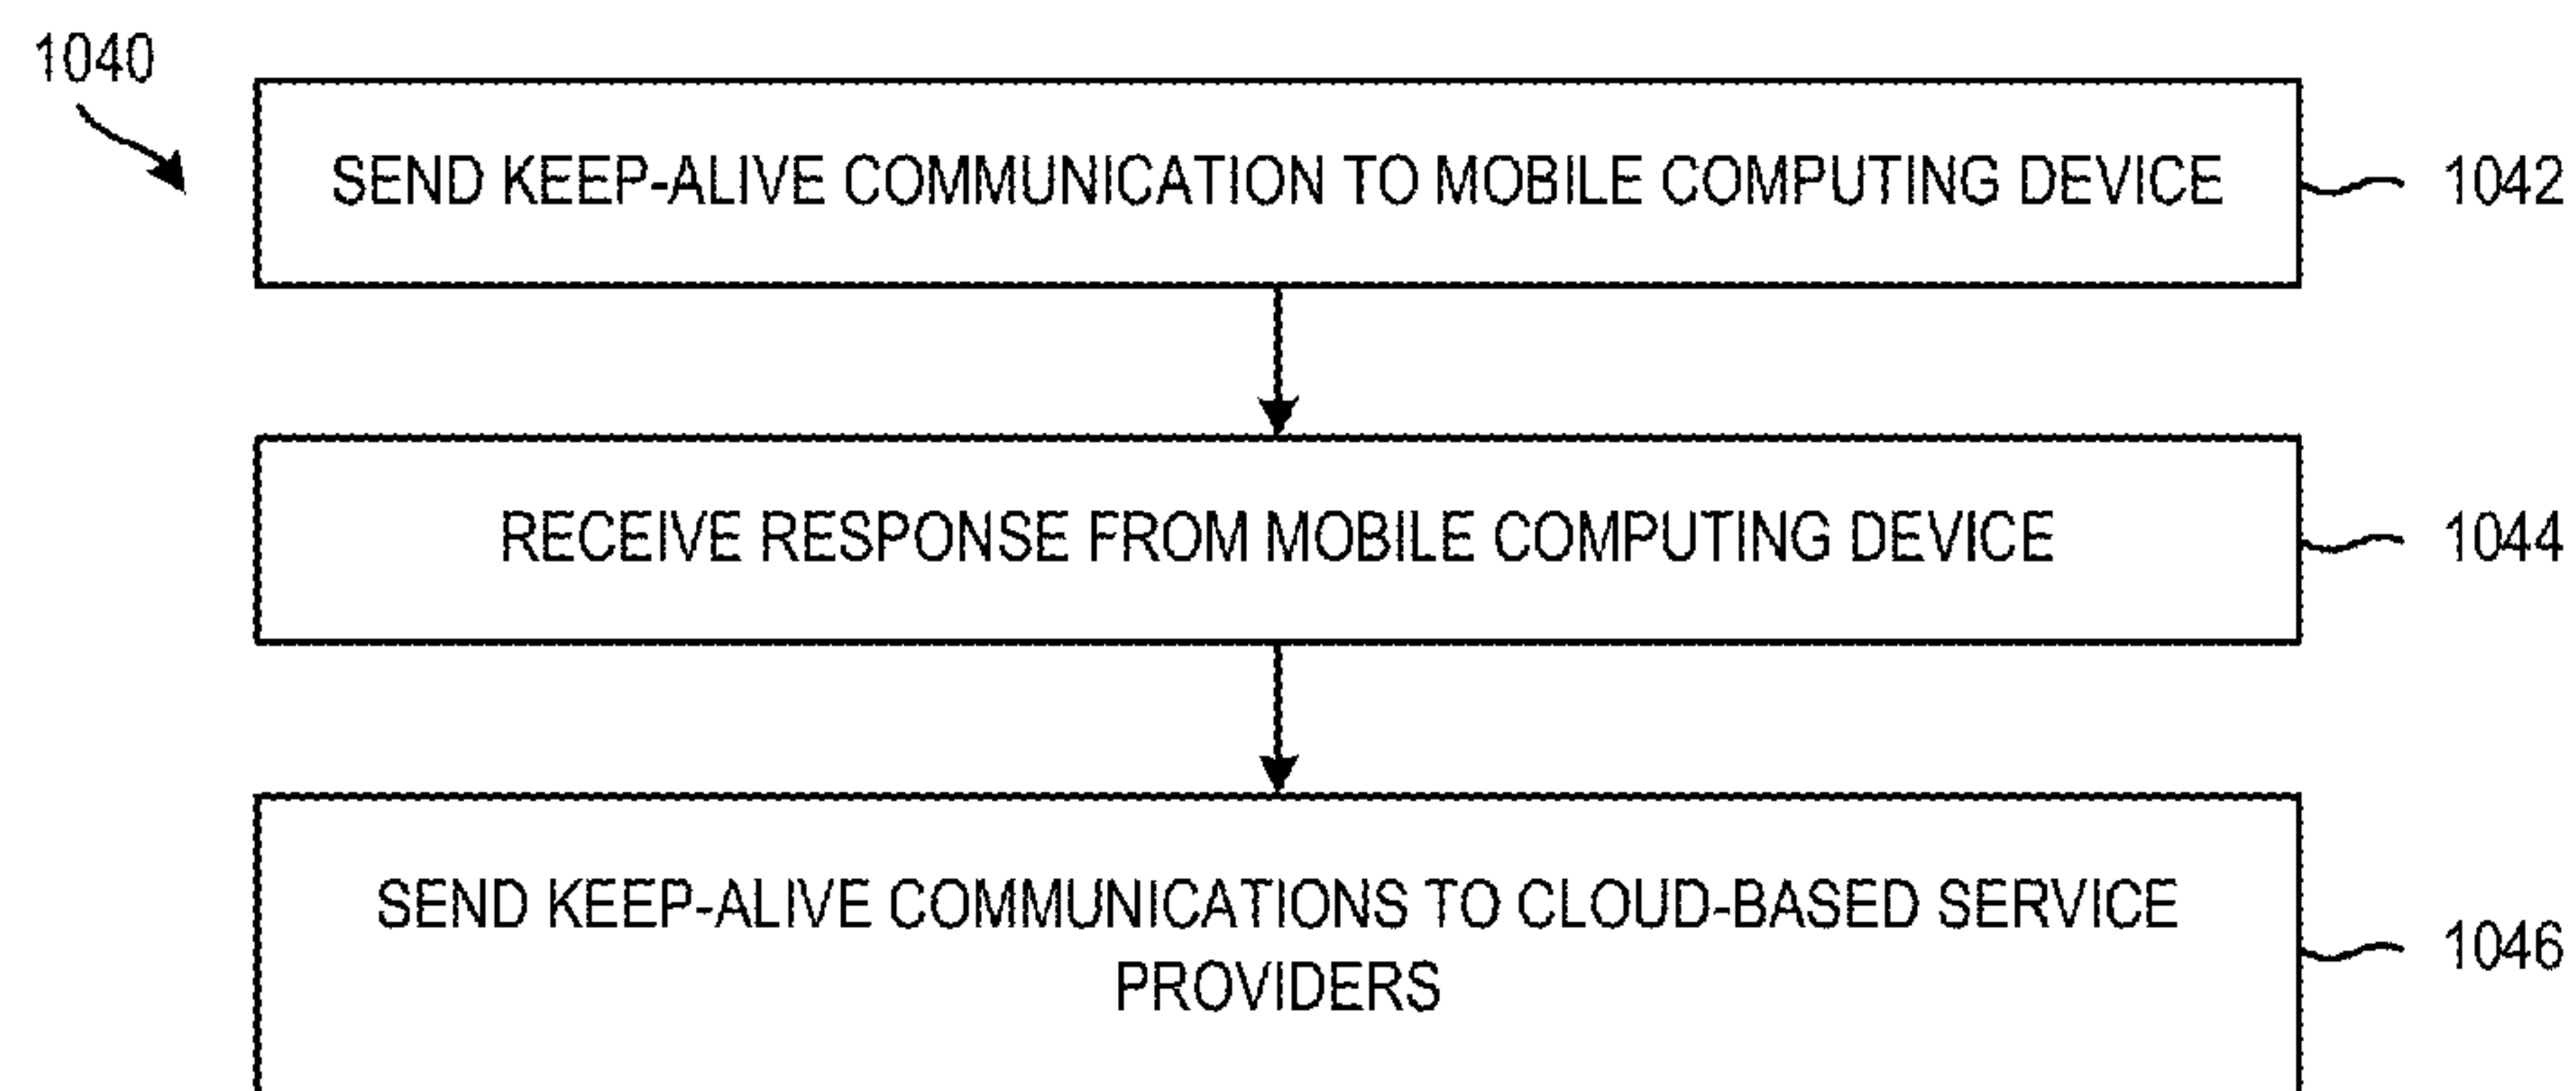 1040
SEND KEEP-ALIVE COMMUNICATION TO MOBILE COMPUTING DEVICE
1042
RECEIVE RESPONSE FROM MOBILE COMPUTING DEVICE
1044
SEND KEEP-ALIVE COMMUNICATIONS TO CLOUD-BASED SERVICE
PROVIDERS
1046